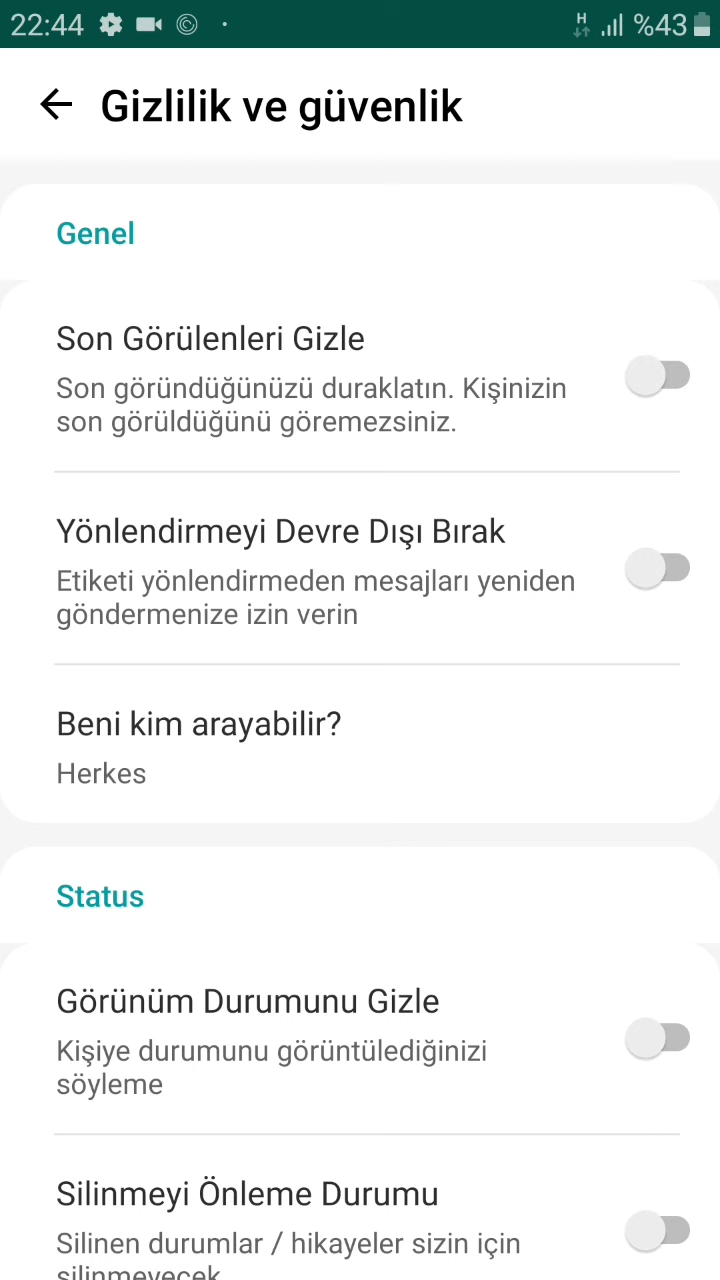 22:44
H
%43
Gizlilik ve güvenlik
Genel
Son Görülenleri Gizle
Son göründüğünüzü duraklatın. Kişinizin
son görüldüğünü göremezsiniz.
Yönlendirmeyi Devre Dışı Bırak
Etiketi yönlendirmeden mesajları yeniden
göndermenize izin verin
Beni kim arayabilir?
Herkes
Status
Görünüm Durumunu Gizle
Kişiye durumunu görüntülediğinizi
söyleme
Silinmeyi Önleme Durumu
Silinen durumlar / hikayeler sizin için
silinmeyecek